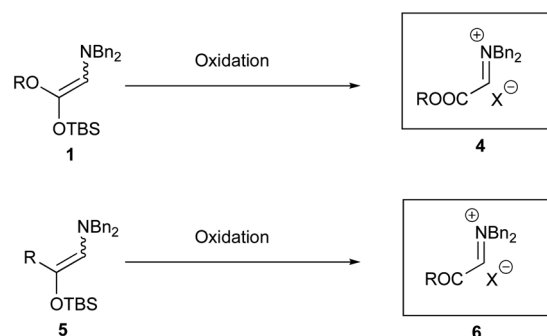 NBn2
RO
OTBS
1
Oxidation
⊕
NBn2
ROOC
X⊖
4
NBn2
R
OTBS
5
Oxidation
⊕
NBn2
ROC
X⊖
6